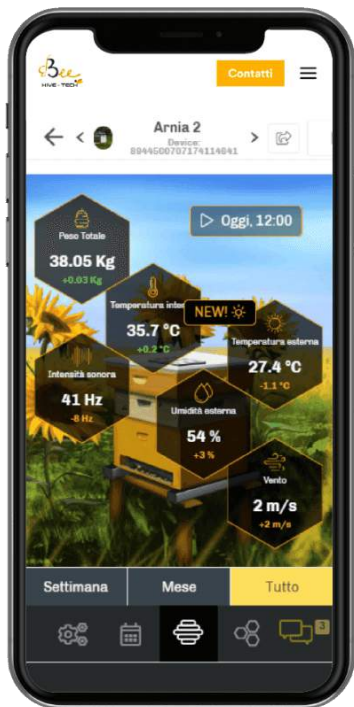 Bee
HIVE-TECH
Contatti
Arnia 2
Device:
8944500707174114841
Oggi, 12:00
Peso Totale
38.05 Kg
+0.03 Kg
Temperatura inter
35.7 °C
+0.2 °C
NEW!
Temperatura esterna
27.4 °C
-1.1 °C
Intensità sonora
41 Hz
-8 Hz
Umidità esterna
54 %
+3 %
Vento
2 m/s
+2 m/s
Settimana
Mese
Tutto
3